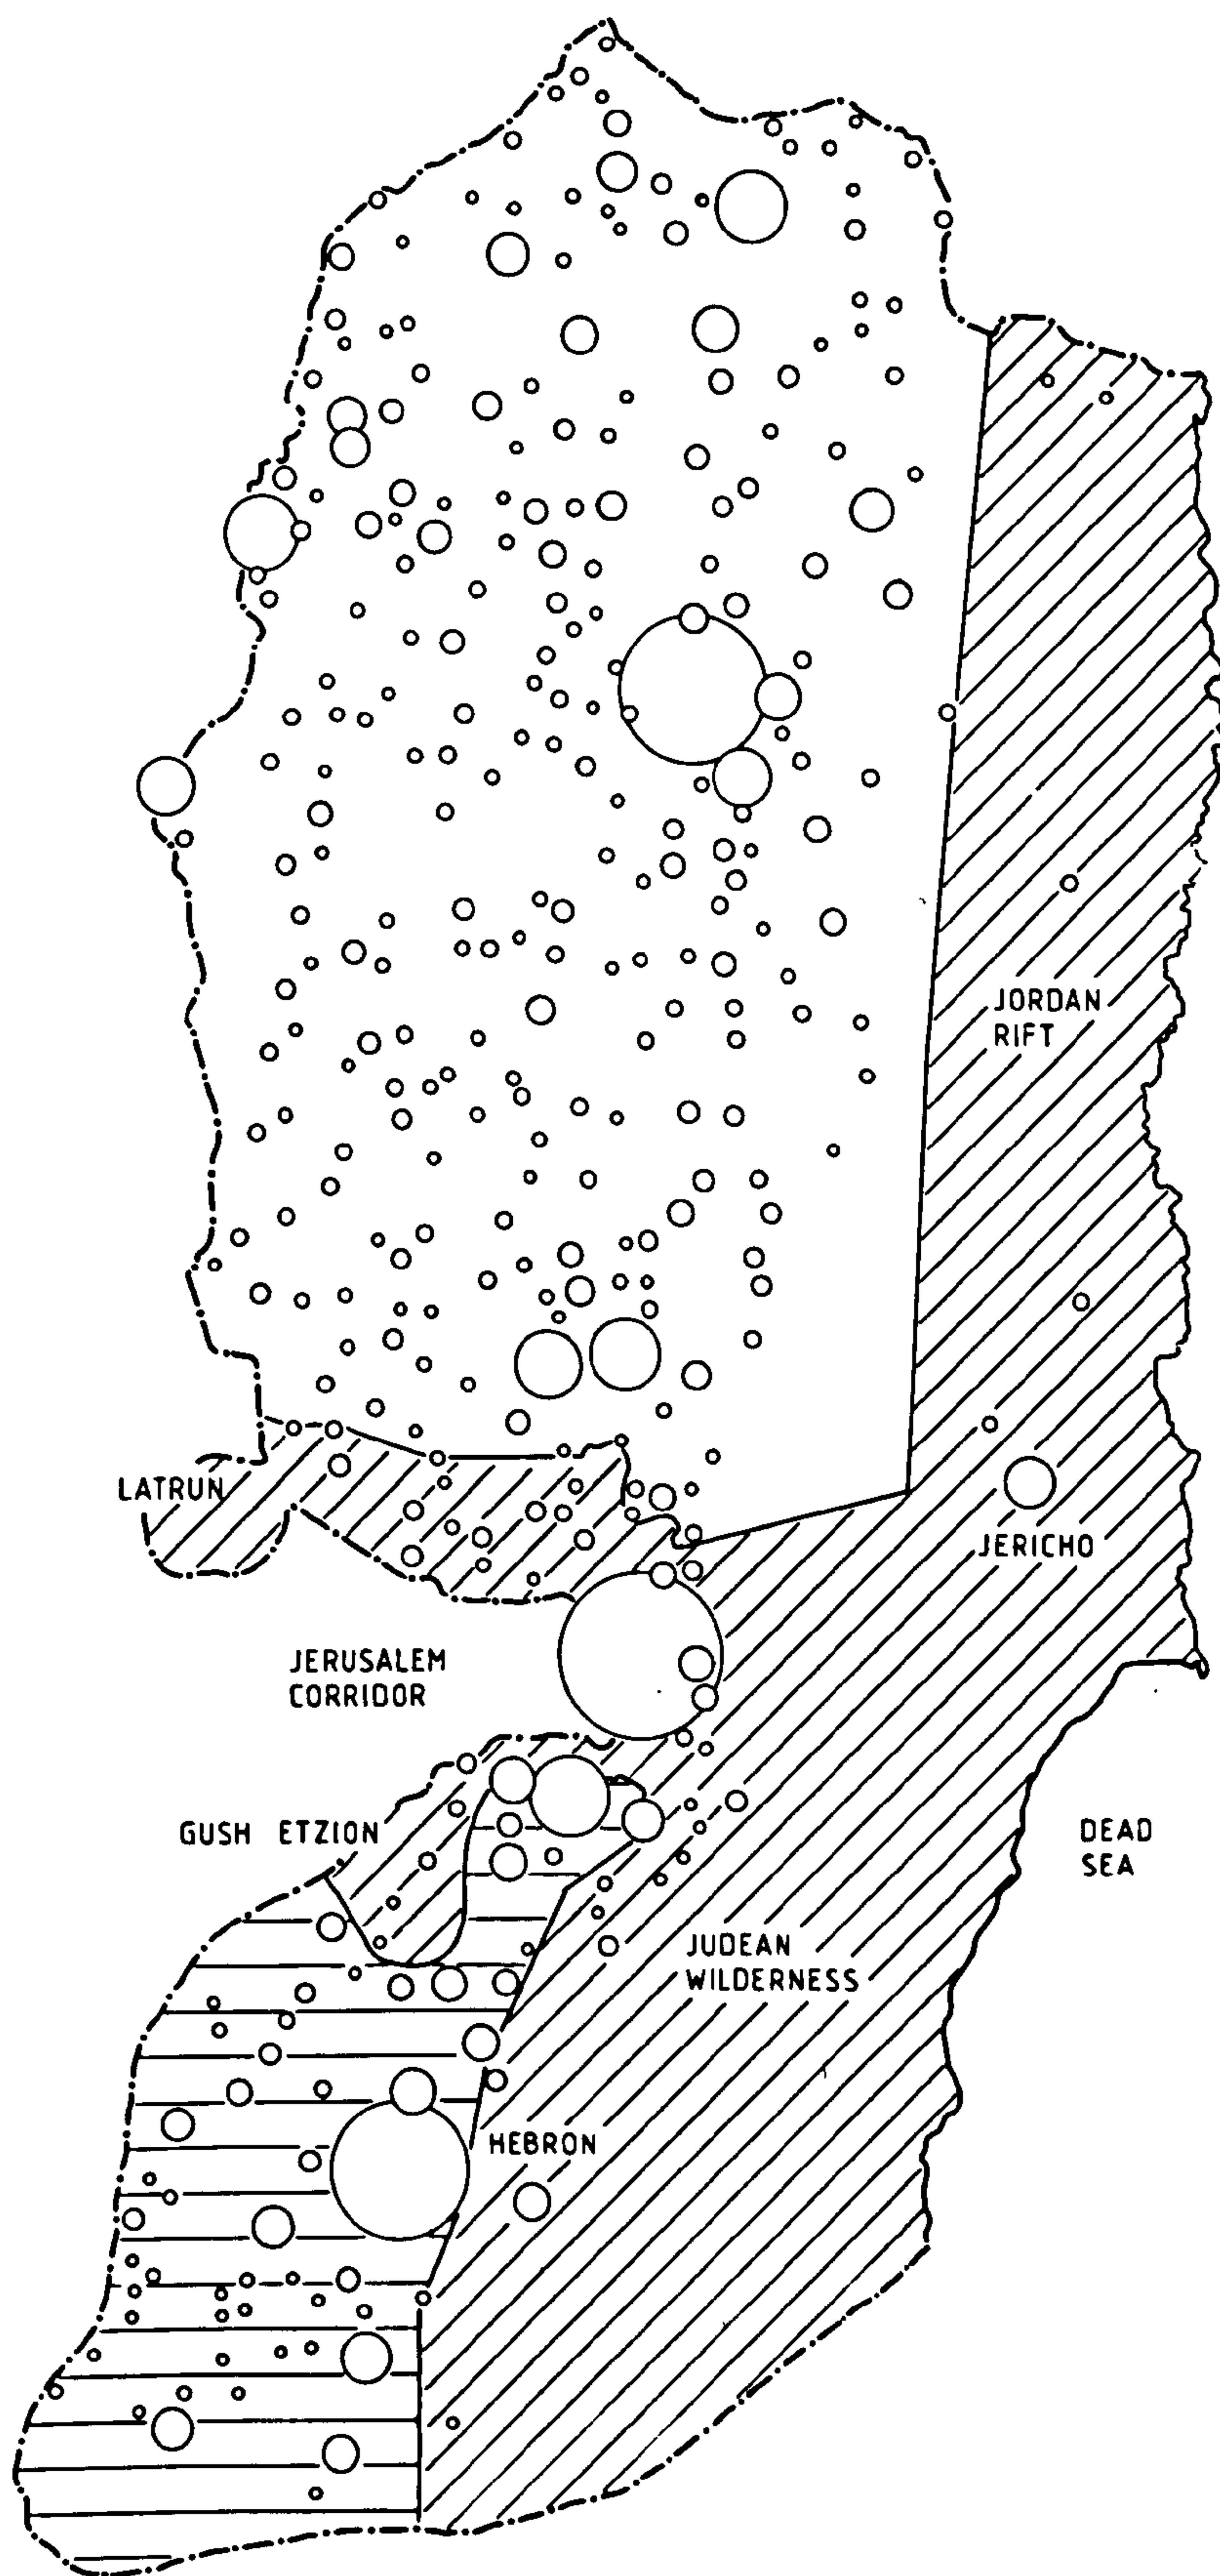 JORDAN
RIFT
LATRUN
JERICHO
JERUSALEM
CORRIDOR
GUSH ETZION
DEAD
SEA
JUDEAN
WILDERNESS
HEBRON